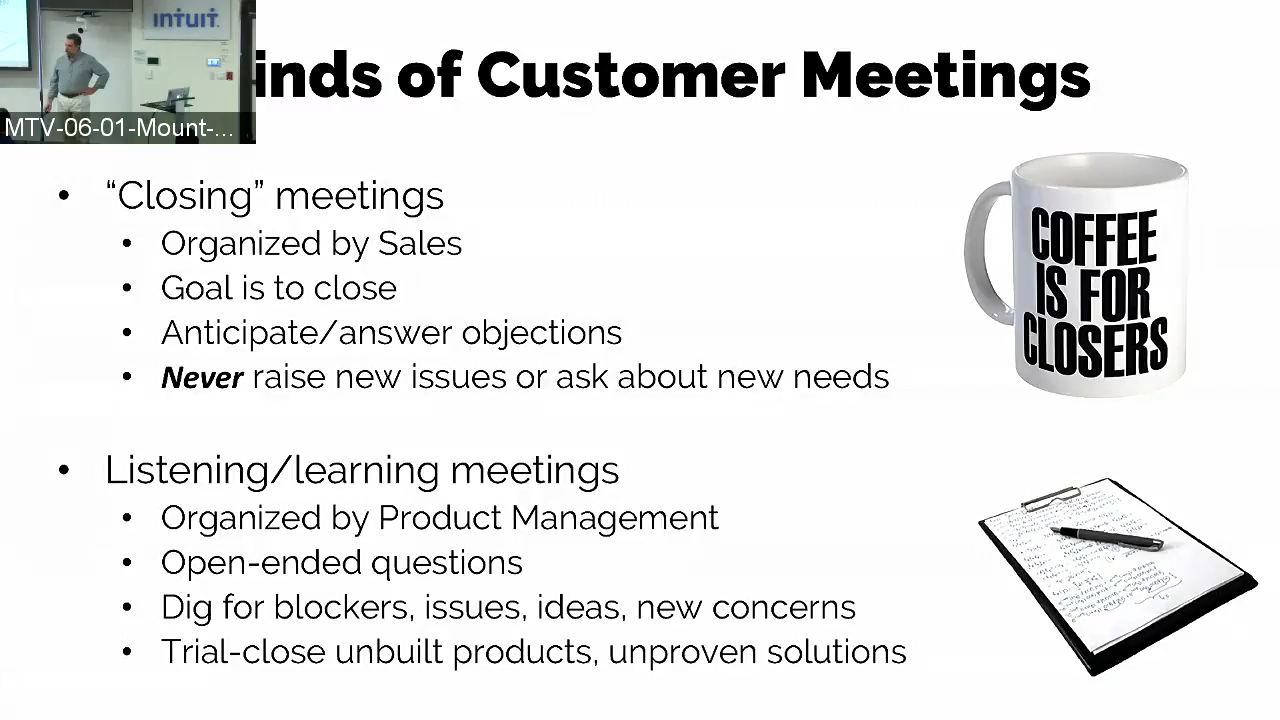 intuit
MTV-06-01-Mount-...
inds of Customer Meetings
• “Closing” meetings
• Organized by Sales
• Goal is to close
• Anticipate/answer objections
• Never raise new issues or ask about new needs
COFFEE
IS FOR
CLOSERS
• Listening/learning meetings
• Organized by Product Management
• Open-ended questions
• Dig for blockers, issues, ideas, new concerns
• Trial-close unbuilt products, unproven solutions